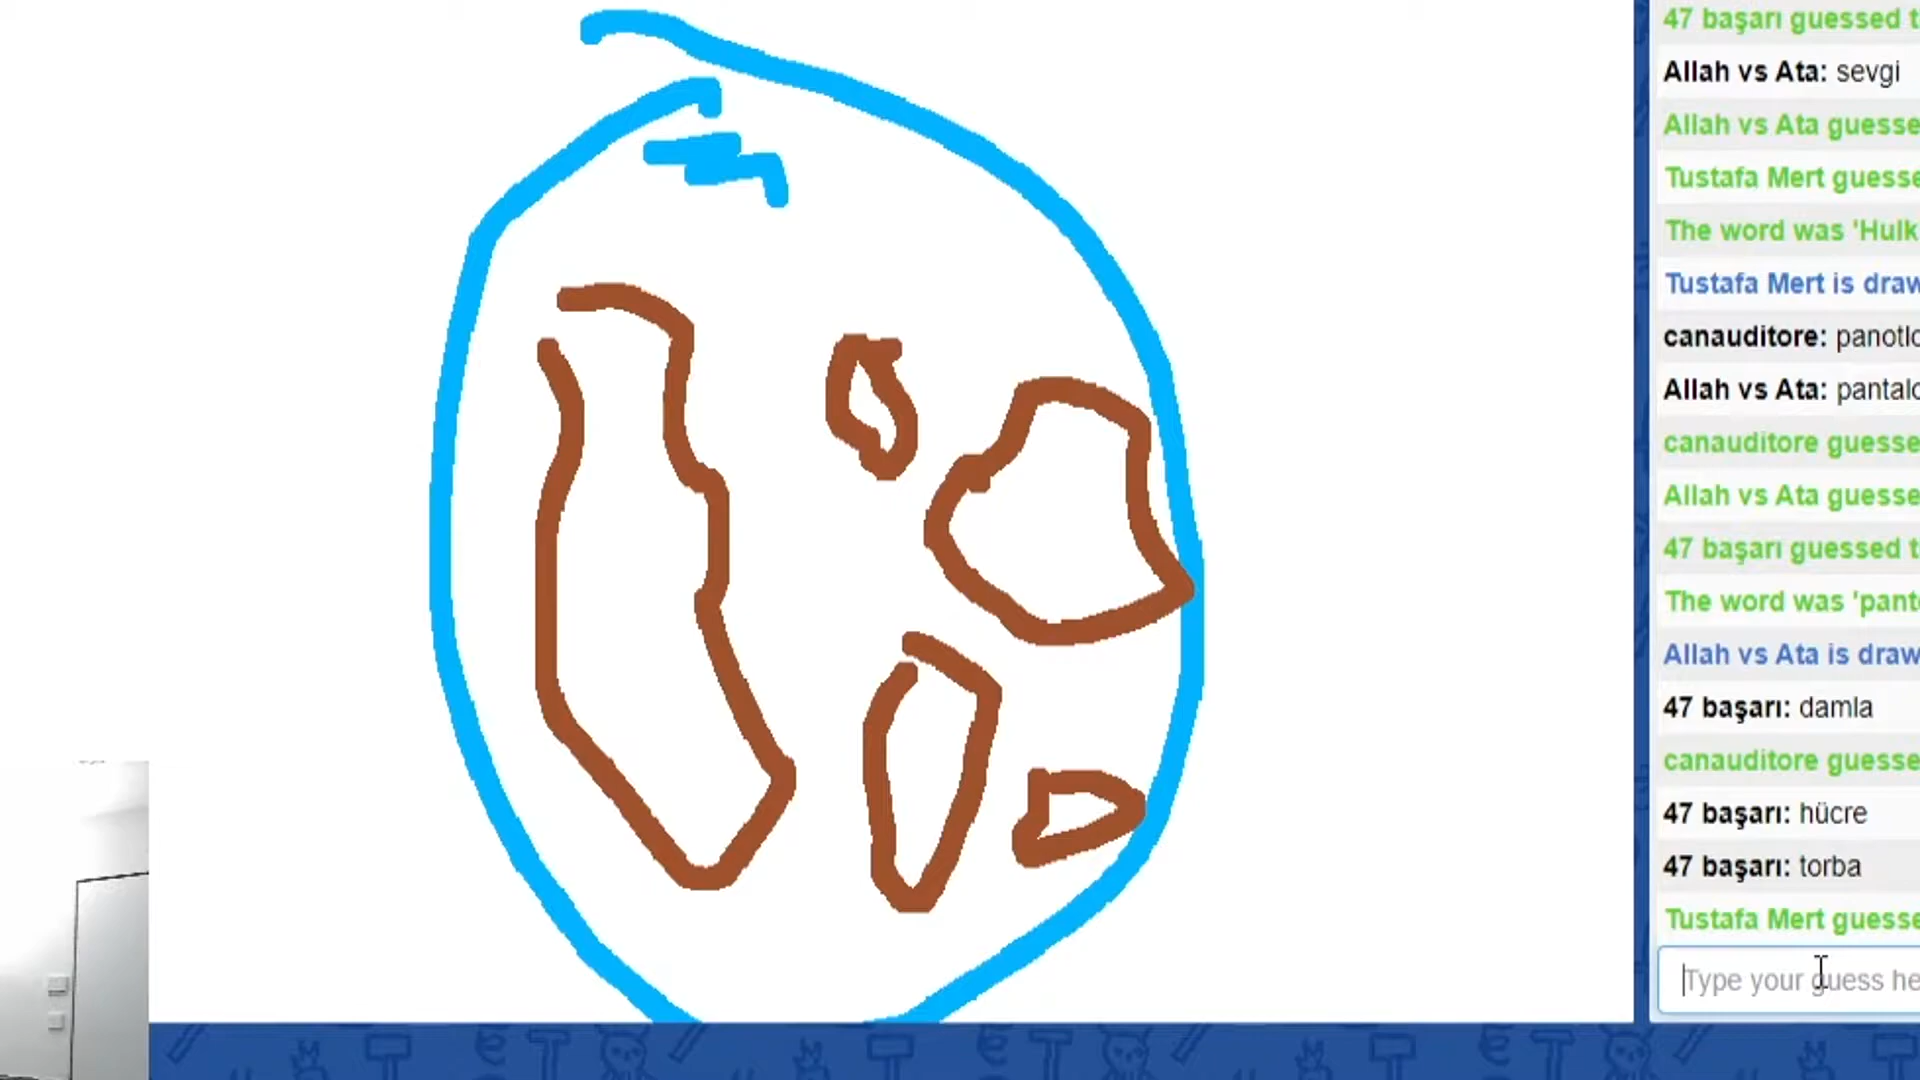 47 başarı guessed t
Allah vs Ata: sevgi
Allah vs Ata guesse
Tustafa Mert guesse
The word was 'Hulk
Tustafa Mert is draw
canauditore: panotlo
Allah vs Ata: pantalo
canauditore guesse
Allah vs Ata guesse
47 başarı guessed t
The word was 'pant
Allah vs Ata is draw
47 başarı: damla
canauditore guesse
47 başarı: hücre
47 başarı: torba
Tustafa Mert guesse
Type your guess he